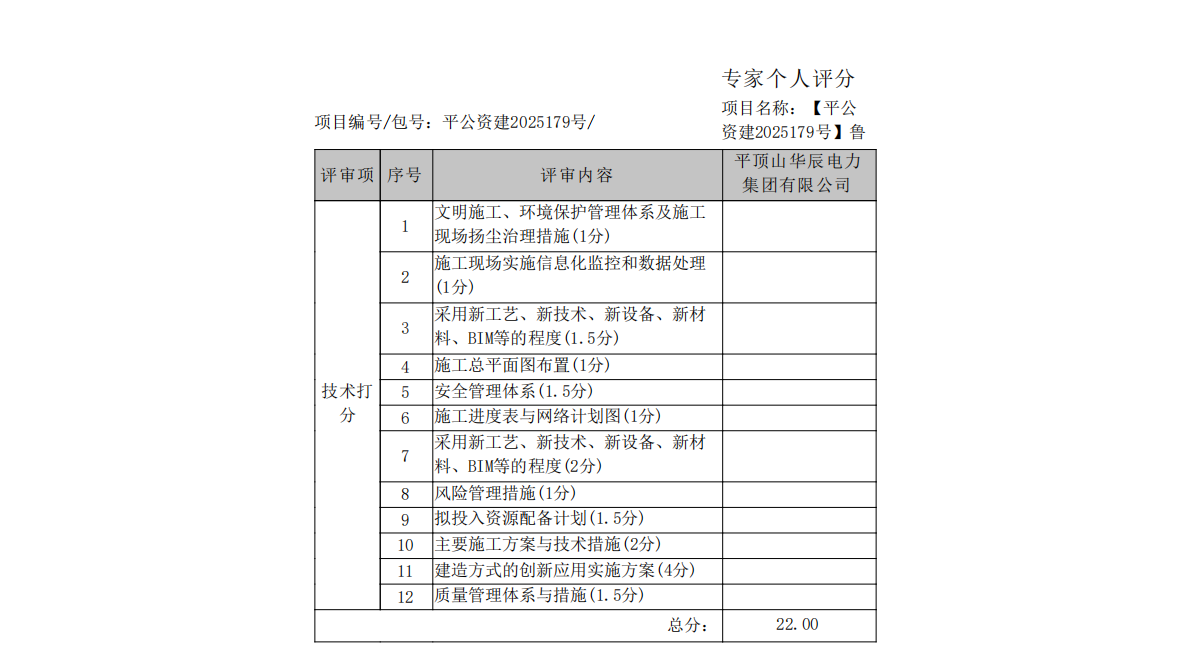 专家个人评分
项目编号/包号: 平公资建2025179号/
项目名称: 【平公
资建2025179号】鲁
评审项 序号 评审内容 平顶山华辰电力
集团有限公司
技术打
分
1 文明施工、环境保护管理体系及施工
现场扬尘治理措施(1分)
2 施工现场实施信息化监控和数据处理
(1分)
3 采用新工艺、新技术、新设备、新材
料、BIM等的程度(1.5分)
4 施工总平面图布置(1分)
5 安全管理体系(1.5分)
6 施工进度表与网络计划图(1分)
7 采用新工艺、新技术、新设备、新材
料、BIM等的程度(2分)
8 风险管理措施(1分)
9 拟投入资源配备计划(1.5分)
10 主要施工方案与技术措施(2分)
11 建造方式的创新应用实施方案(4分)
12 质量管理体系与措施(1.5分)
总分: 22.00